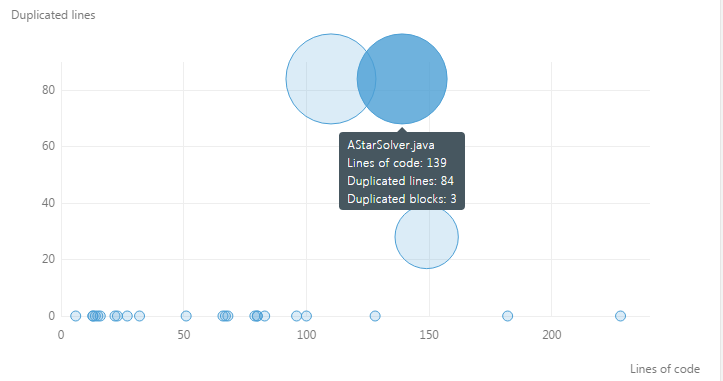 Duplicated lines
80
60
40
20
0
AStarSolver.java
Lines of code: 139
Duplicated lines: 84
Duplicated blocks: 3
0 50 100 150 200
Lines of code